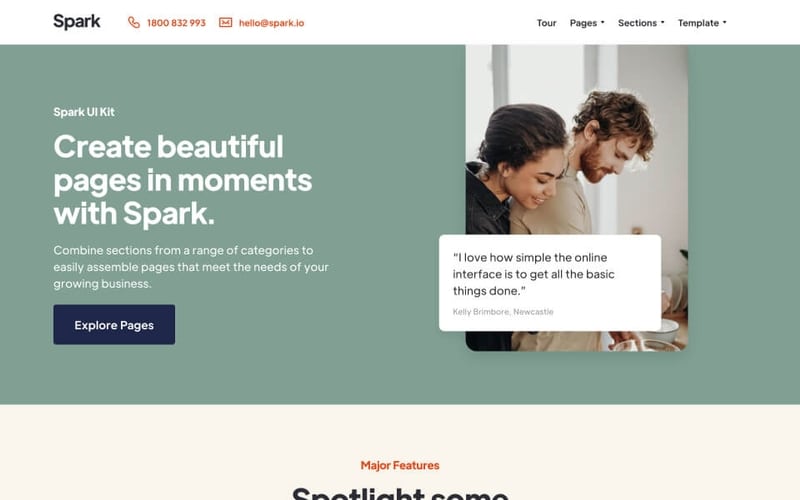 Spark
1800 832 993
hello@spark.io
Tour
Pages
Sections
Template
Spark UI Kit
Create beautiful
pages in moments
with Spark.
Combine sections from a range of categories to
easily assemble pages that meet the needs of your
growing business.
Explore Pages
“I love how simple the online
interface is to get all the basic
things done.”
Kelly Brimbore, Newcastle
Major Features
Spotlight some